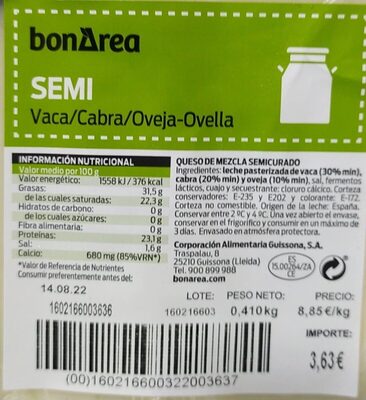 bonÀrea
SEMI
Vaca/Cabra/Oveja-Ovella
INFORMACIÓN NUTRICIONAL
Valor medio por 100 g
Valor energético: 1558 kJ / 376 kcal
Grasas: 31,5 g
de las cuales saturadas: 22,3 g
Hidratos de carbono: 0 g
de los cuales azúcares: 0 g
Fibra alimentaria: 0 g
Proteínas: 23,1 g
Sal: 1,6 g
Calcio: 680 mg (85%VRN*)
*Valor de Referencia de Nutrientes
Consumir preferentemente antes del:
14.08.22
1602166003636
QUESO DE MEZCLA SEMICURADO
Ingredientes: leche pasterizada de vaca (30% min),
cabra (20% min) y oveja (10% min), sal, fermentos
lácticos, cuajo y secuestrante: cloruro cálcico. Corteza
conservadores: E-235 y E202 y colorante: E-172.
Corteza no comestible. Origen de la leche: España.
Conservar entre 2 ºC y 4 ºC. Una vez abierto, conservar
en el frigorífico y consumir en un máximo de
3 días. Envasado en atmósfera protectora.
Corporación Alimentaria Guissona, S.A.
Traspalau, 8
25210 Guissona (Lleida)
Tel. 900 899 988
bonarea.com
ES
15.00264/ZA
CE
LOTE: PESO NETO: PRECIO:
160216603 0,410kg 8,85€/kg
IMPORTE:
3,63€
(00)160216600322003637